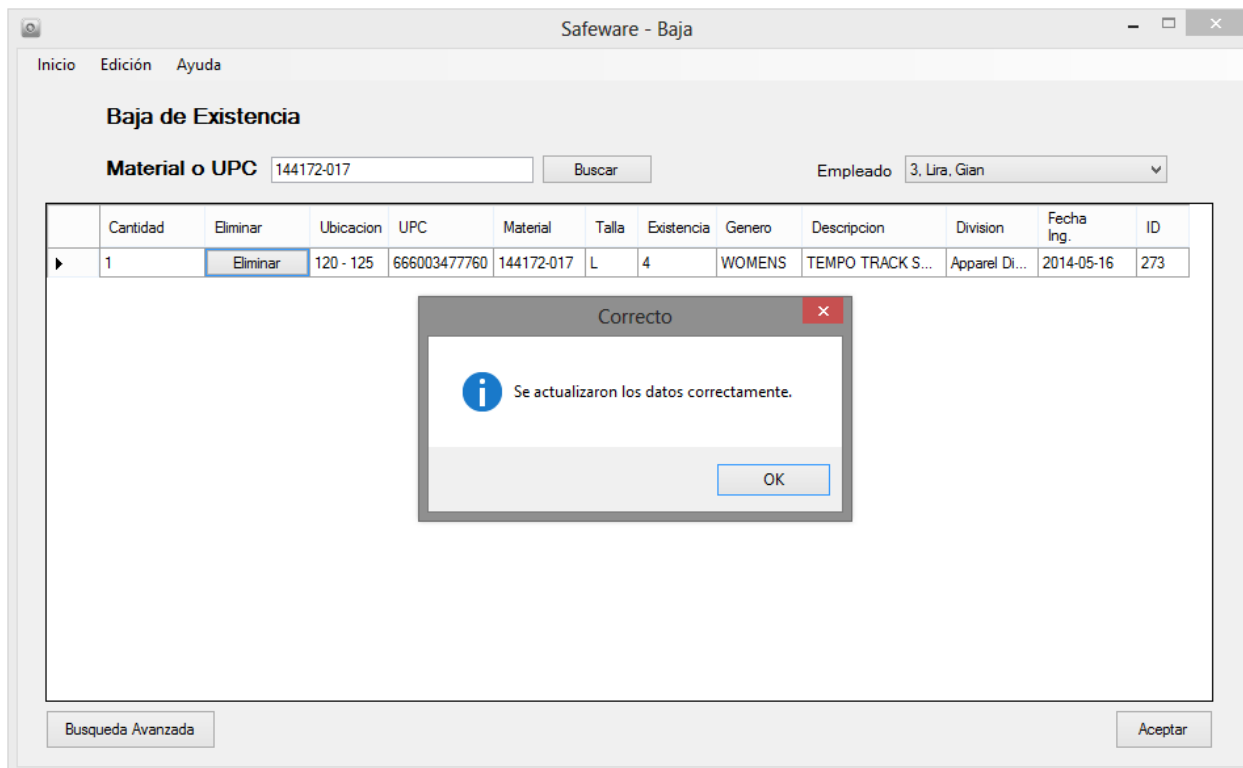 Safeware - Baja
Inicio Edición Ayuda
Baja de Existencia
Material o UPC 144172-017 Buscar Empleado 3, Lira, Gian
Cantidad Eliminar Ubicacion UPC Material Talla Existencia Genero Descripcion Division Fecha Ing. ID
1 Eliminar 120 - 125 666003477760 144172-017 L 4 WOMENS TEMPO TRACK S... Apparel Di... 2014-05-16 273
Correcto
Se actualizaron los datos correctamente.
OK
Busqueda Avanzada Aceptar